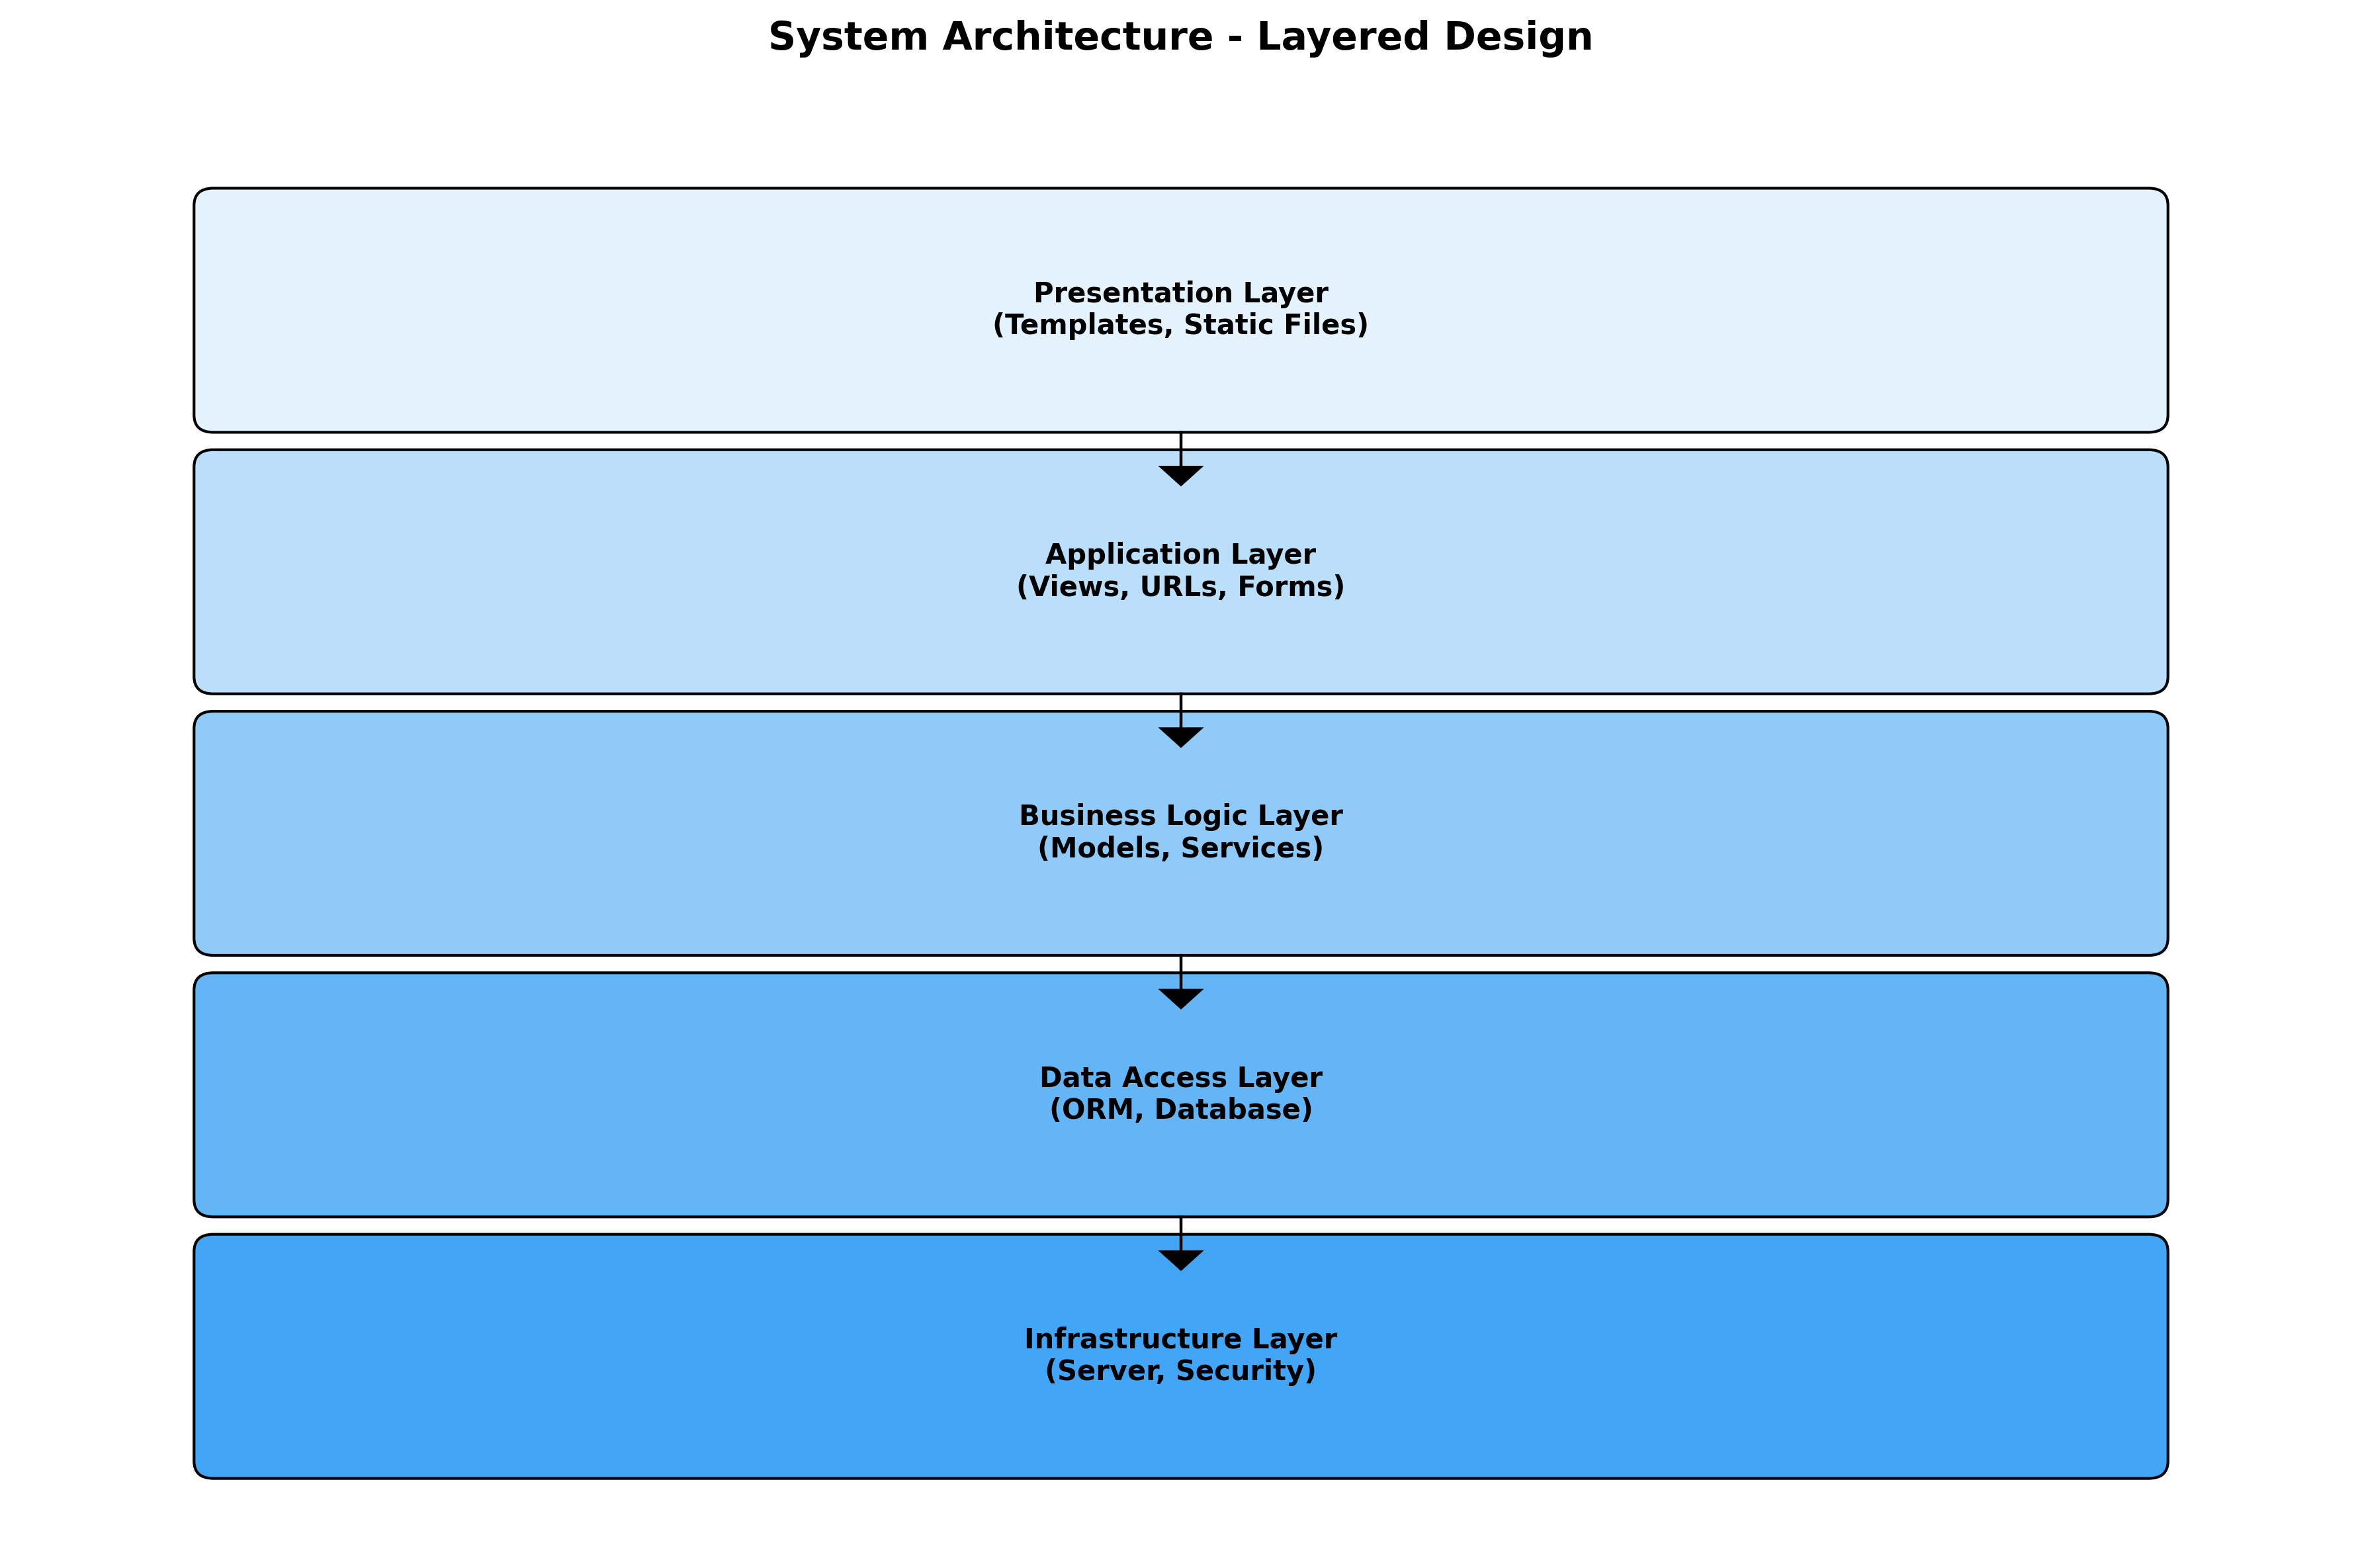 System Architecture - Layered Design
Presentation Layer
(Templates, Static Files)
Application Layer
(Views, URLs, Forms)
Business Logic Layer
(Models, Services)
Data Access Layer
(ORM, Database)
Infrastructure Layer
(Server, Security)